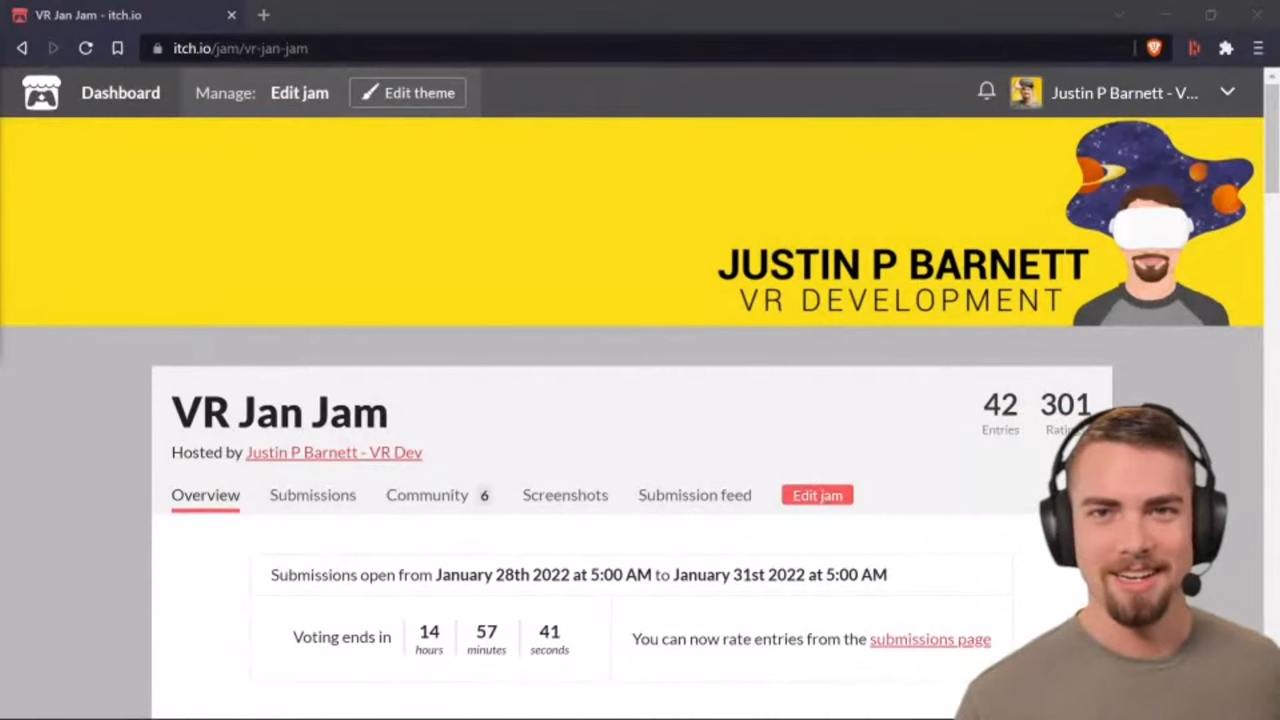 VR Jan Jam - itch.io
itch.io/jam/vr-jan-jam
Dashboard Manage: Edit jam Edit theme Justin P Barnett - V...
JUSTIN P BARNETT
VR DEVELOPMENT
VR Jan Jam
42 301
Entries
Hosted by Justin P Barnett - VR Dev
Overview Submissions Community 6 Screenshots Submission feed Edit jam
Submissions open from January 28th 2022 at 5:00 AM to January 31st 2022 at 5:00 AM
Voting ends in 14 hours 57 minutes 41 seconds
You can now rate entries from the submissions page